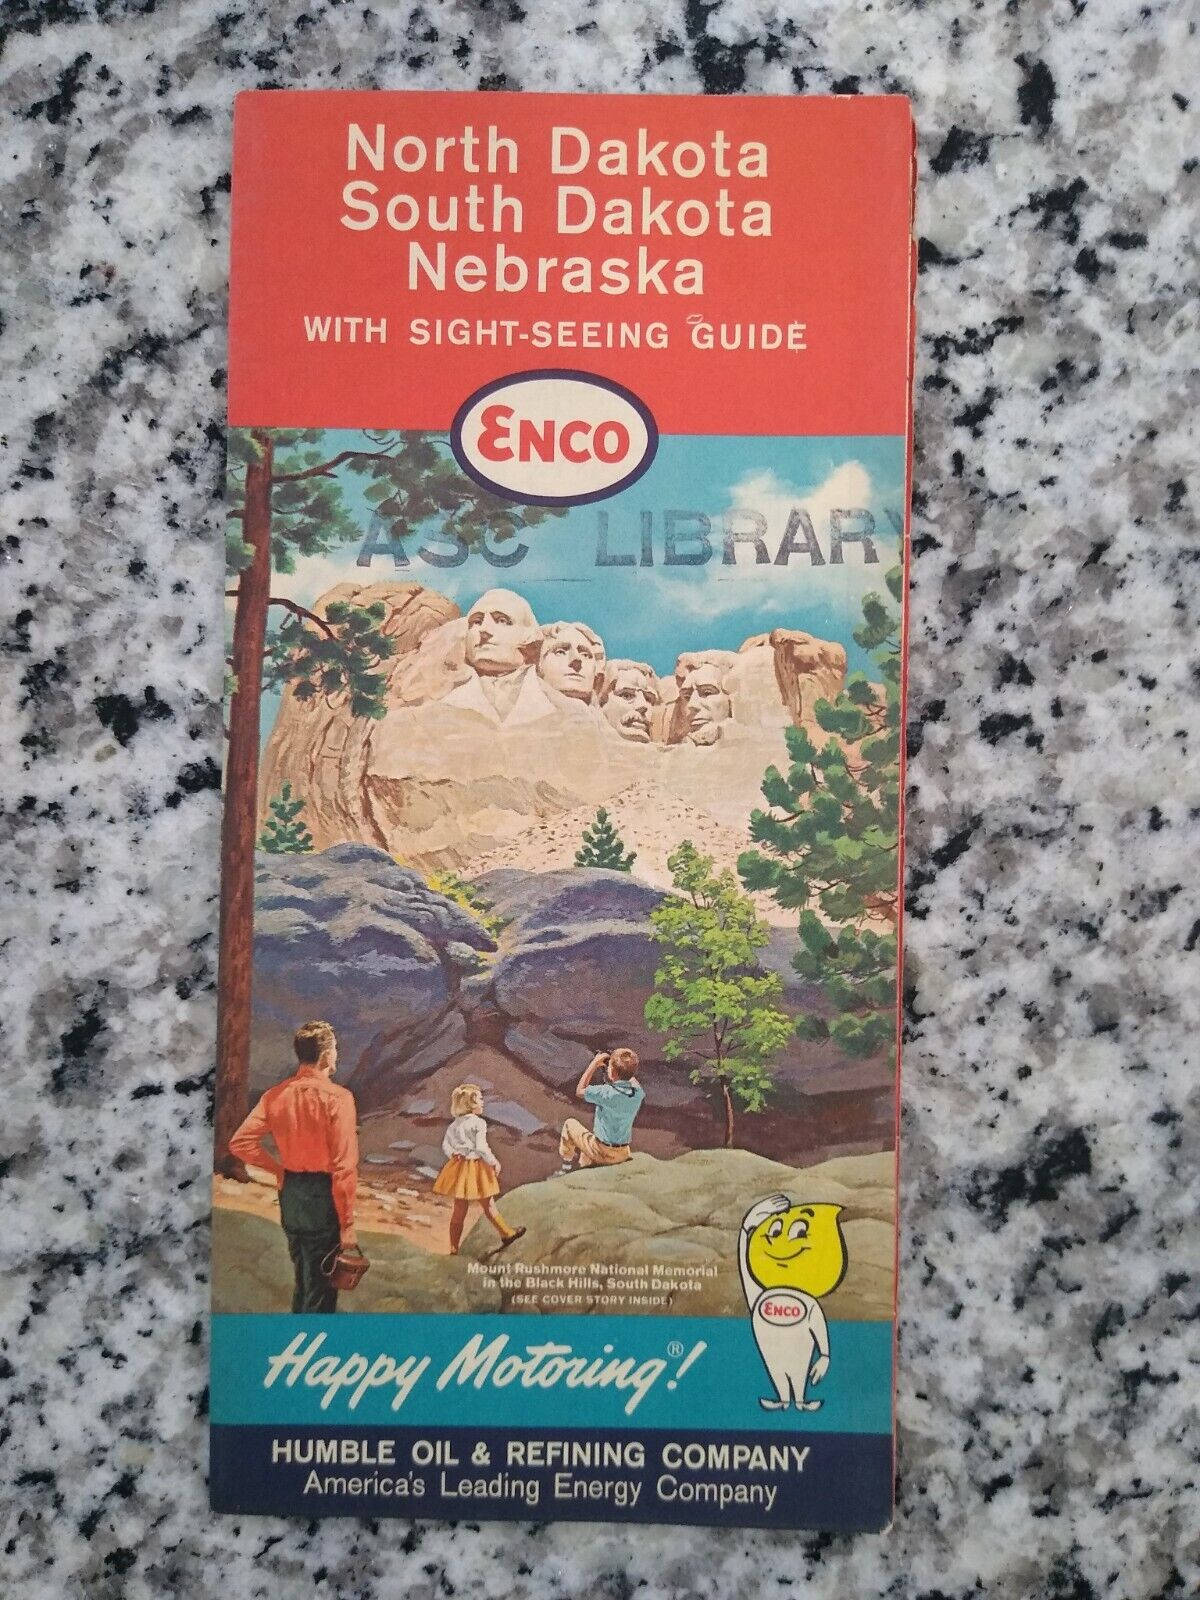 North Dakota
South Dakota
Nebraska
WITH SIGHT-SEEING GUIDE
ENCO
ASC LIBRARY
Mount Rushmore National Memorial
in the Black Hills, South Dakota
(SEE COVER STORY INSIDE)
ENCO
Happy Motoring!®
HUMBLE OIL & REFINING COMPANY
America's Leading Energy Company